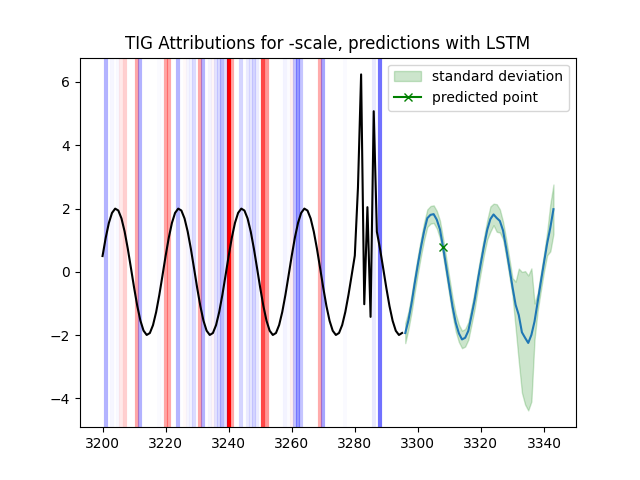 TIG Attributions for -scale, predictions with LSTM
standard deviation
predicted point
6
4
2
0
−2
−4
3200 3220 3240 3260 3280 3300 3320 3340